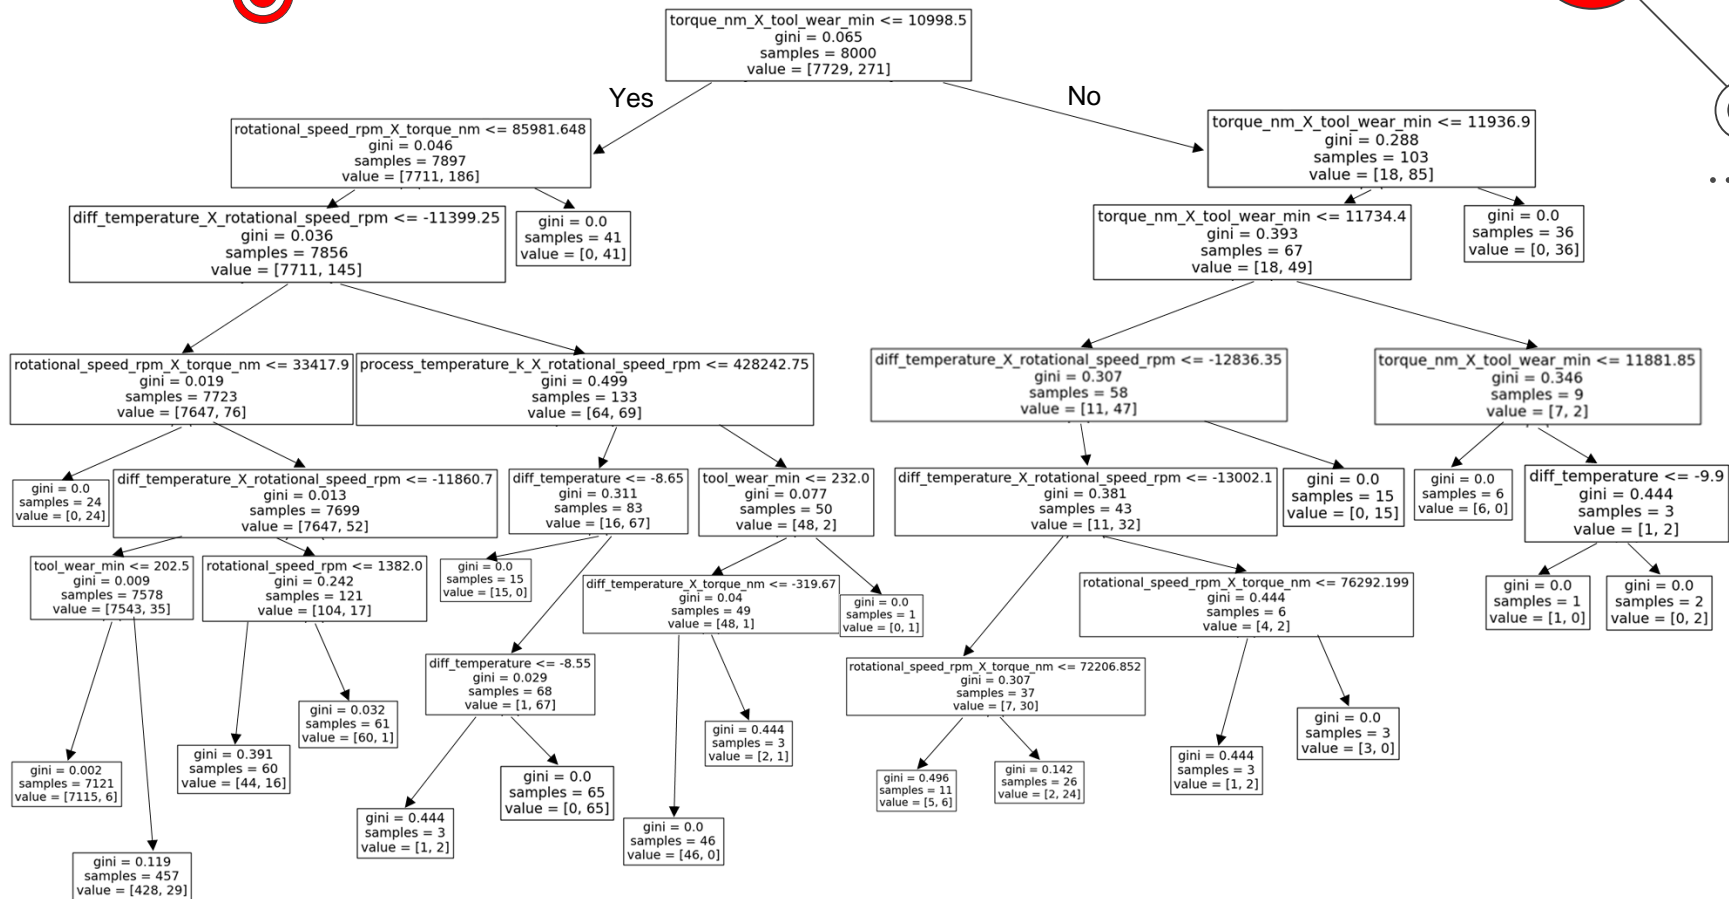 torque_nm_X_tool_wear_min <= 10998.5
gini = 0.065
samples = 8000
value = [7729, 271]
Yes
No
rotational_speed_rpm_X_torque_nm <= 85981.648
gini = 0.046
samples = 7897
value = [7711, 186]
torque_nm_X_tool_wear_min <= 11936.9
gini = 0.288
samples = 103
value = [18, 85]
diff_temperature_X_rotational_speed_rpm <= -11399.25
gini = 0.036
samples = 7856
value = [7711, 145]
gini = 0.0
samples = 41
value = [0, 41]
torque_nm_X_tool_wear_min <= 11734.4
gini = 0.393
samples = 67
value = [18, 49]
gini = 0.0
samples = 36
value = [0, 36]
rotational_speed_rpm_X_torque_nm <= 33417.9
gini = 0.019
samples = 7723
value = [7647, 76]
process_temperature_k_X_rotational_speed_rpm <= 428242.75
gini = 0.499
samples = 133
value = [64, 69]
diff_temperature_X_rotational_speed_rpm <= -12836.35
gini = 0.307
samples = 58
value = [11, 47]
torque_nm_X_tool_wear_min <= 11881.85
gini = 0.346
samples = 9
value = [7, 2]
gini = 0.0
samples = 24
value = [0, 24]
diff_temperature_X_rotational_speed_rpm <= -11860.7
gini = 0.013
samples = 7699
value = [7647, 52]
diff_temperature <= -8.65
gini = 0.311
samples = 83
value = [16, 67]
tool_wear_min <= 232.0
gini = 0.077
samples = 50
value = [48, 2]
diff_temperature_X_rotational_speed_rpm <= -13002.1
gini = 0.381
samples = 43
value = [11, 32]
gini = 0.0
samples = 15
value = [0, 15]
gini = 0.0
samples = 6
value = [6, 0]
diff_temperature <= -9.9
gini = 0.444
samples = 3
value = [1, 2]
tool_wear_min <= 202.5
gini = 0.009
samples = 7578
value = [7543, 35]
rotational_speed_rpm <= 1382.0
gini = 0.242
samples = 121
value = [104, 17]
gini = 0.0
samples = 15
value = [15, 0]
diff_temperature_X_torque_nm <= -319.67
gini = 0.04
samples = 49
value = [48, 1]
gini = 0.0
samples = 1
value = [0, 1]
rotational_speed_rpm_X_torque_nm <= 76292.199
gini = 0.444
samples = 6
value = [4, 2]
gini = 0.0
samples = 1
value = [1, 0]
gini = 0.0
samples = 2
value = [0, 2]
diff_temperature <= -8.55
gini = 0.029
samples = 68
value = [1, 67]
rotational_speed_rpm_X_torque_nm <= 72206.852
gini = 0.307
samples = 37
value = [7, 30]
gini = 0.032
samples = 61
value = [60, 1]
gini = 0.444
samples = 3
value = [2, 1]
gini = 0.0
samples = 3
value = [3, 0]
gini = 0.391
samples = 60
value = [44, 16]
gini = 0.444
samples = 3
value = [1, 2]
gini = 0.002
samples = 7121
value = [7115, 6]
gini = 0.0
samples = 65
value = [0, 65]
gini = 0.496
samples = 11
value = [5, 6]
gini = 0.142
samples = 26
value = [2, 24]
gini = 0.444
samples = 3
value = [1, 2]
gini = 0.0
samples = 46
value = [46, 0]
gini = 0.119
samples = 457
value = [428, 29]